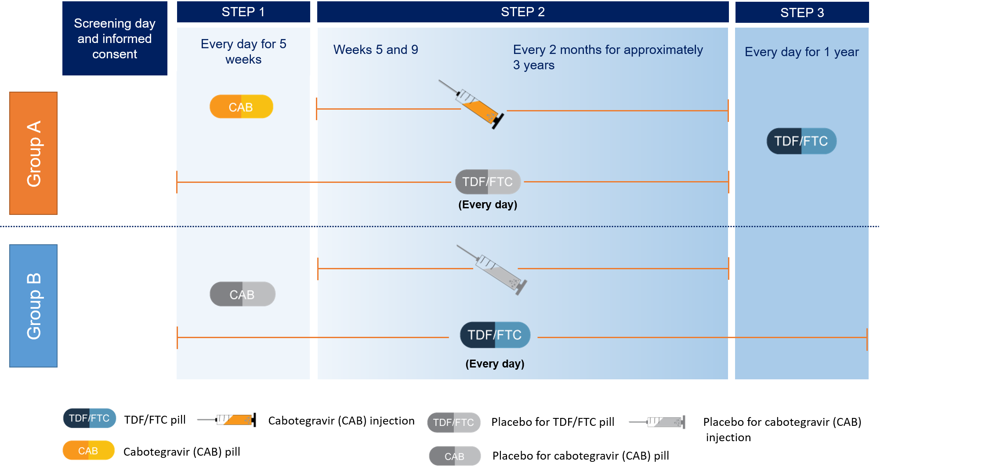 Screening day
and informed
consent
STEP 1
STEP 2
STEP 3
Every day for 5
weeks
Weeks 5 and 9
Every 2 months for approximately
3 years
Every day for 1 year
Group A
CAB
TDF/FTC
TDF/FTC
(Every day)
Group B
CAB
TDF/FTC
(Every day)
TDF/FTC
TDF/FTC pill
Cabotegravir (CAB) injection
TDF/FTC
Placebo for TDF/FTC pill
Placebo for cabotegravir (CAB)
injection
CAB
Cabotegravir (CAB) pill
CAB
Placebo for cabotegravir (CAB) pill